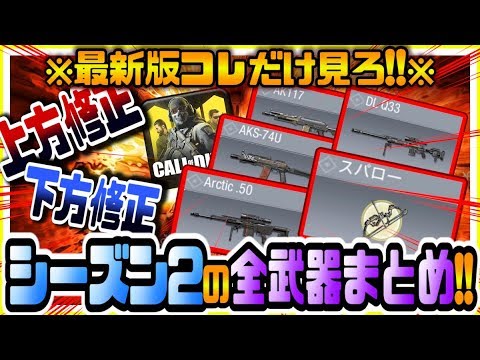 ※最新版コレだけ見ろ!!※
上方修正
下方修正
CALL OF DU
AK117
DL Q33
AKS-74U
スパロー
Arctic .50
シーズン2の全武器まとめ!!